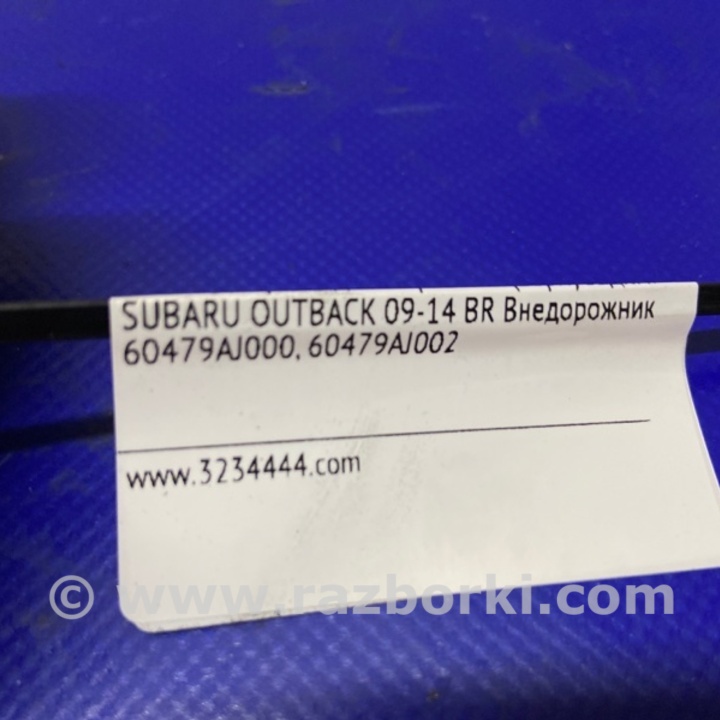 SUBARU OUTBACK 09-14 BR Внедорожник
60479AJ000, 60479AJ002
www.3234444.com
© www.razborki.com